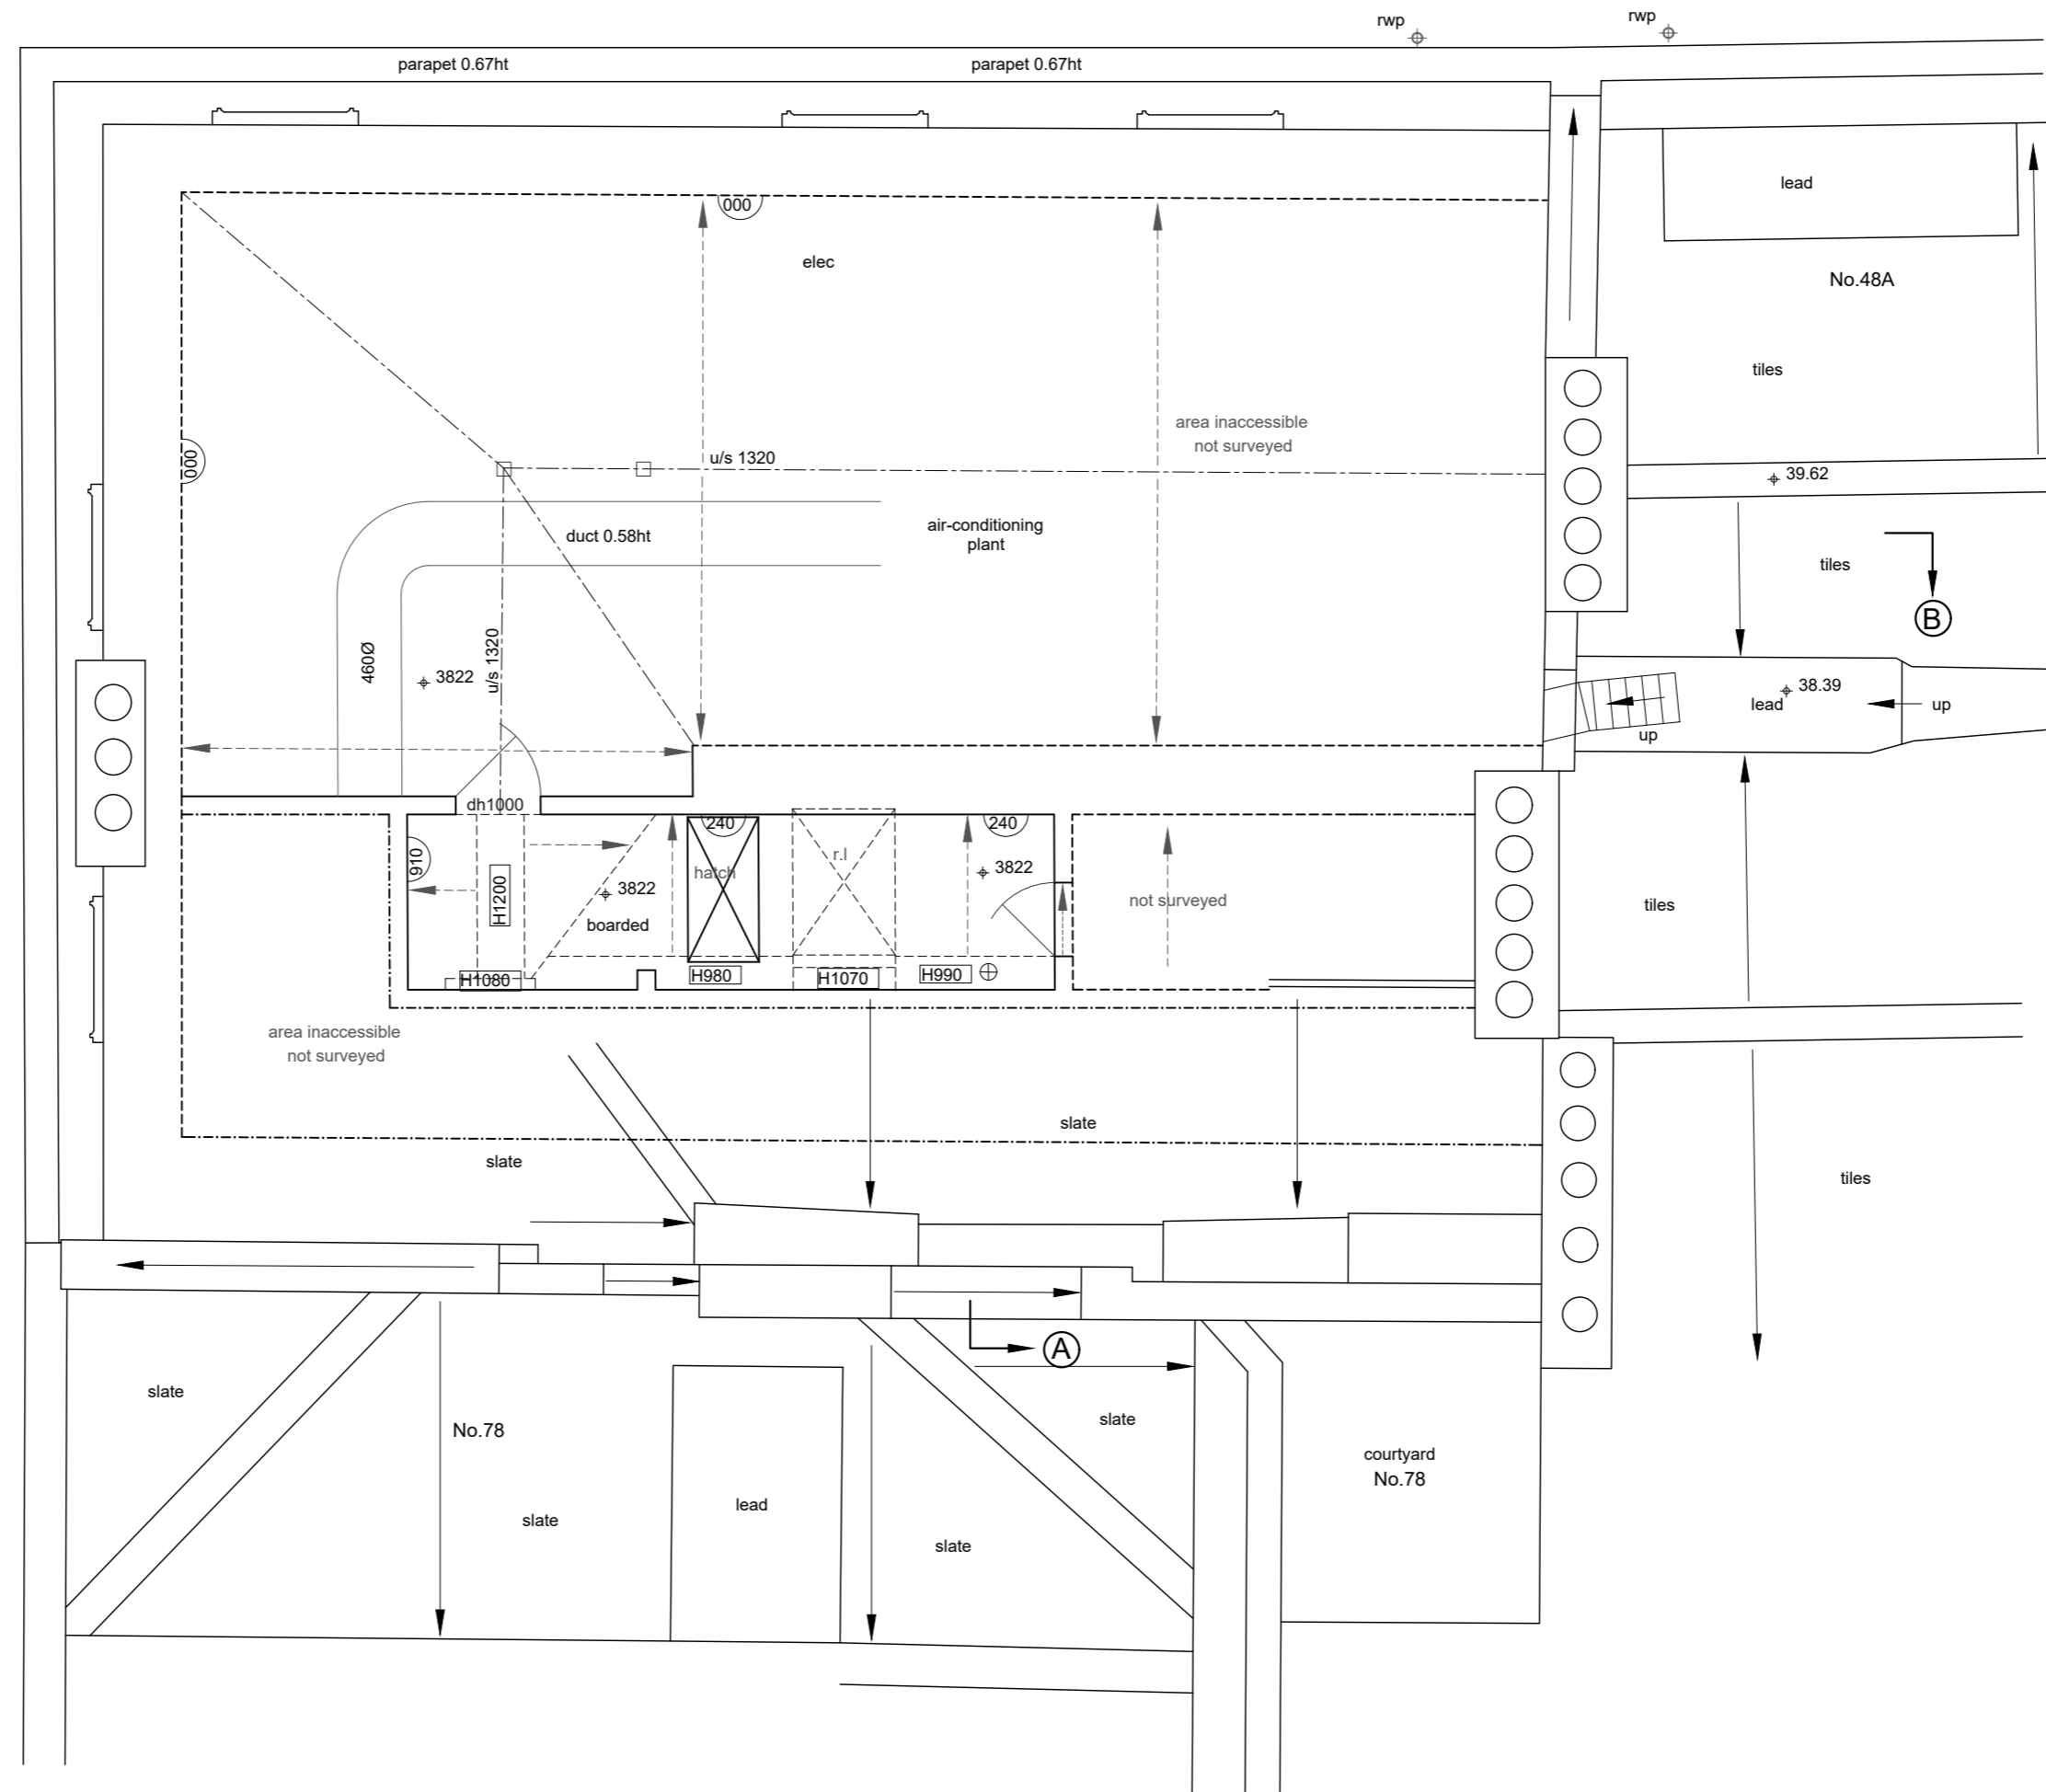 rwp
rwp
parapet 0.67ht
parapet 0.67ht
lead
000
elec
No.48A
tiles
area inaccessible
not surveyed
u/s 1320
000
39.62
air-conditioning
plant
duct 0.58ht
tiles
B
460Ø
u/s 1320
3822
38.39
lead
up
up
dh1000
240
240
910
r.l
hatch
3822
3822
H1200
boarded
not surveyed
tiles
H1080
H980
H1070
H990
area inaccessible
not surveyed
slate
slate
tiles
A
slate
No.78
slate
courtyard
No.78
lead
slate
slate